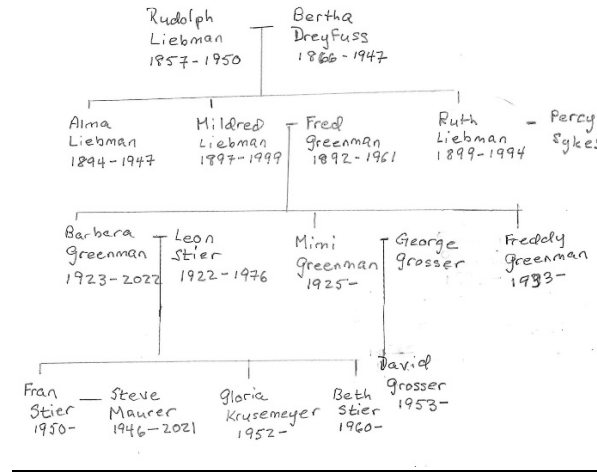 Rudolph
Liebman
1857-1950
Bertha
Dreyfuss
1866-1947
Alma
Liebman
1894-1947
Mildred
Liebman
1897-1999
Fred
Greenman
1892-1961
Ruth
Liebman
1899-1994
Percy
Sykes
Barbara
Greenman
1923-2022
Leon
Stier
1922-1976
Mimi
Greenman
1925-
George
Grosser
Freddy
Greenman
Fran
Stier
1950-
Steve
Maurer
1946-2021
Gloria
Krusemeyer
1952-
Beth
Stier
1960-
David
Grosser
1953-